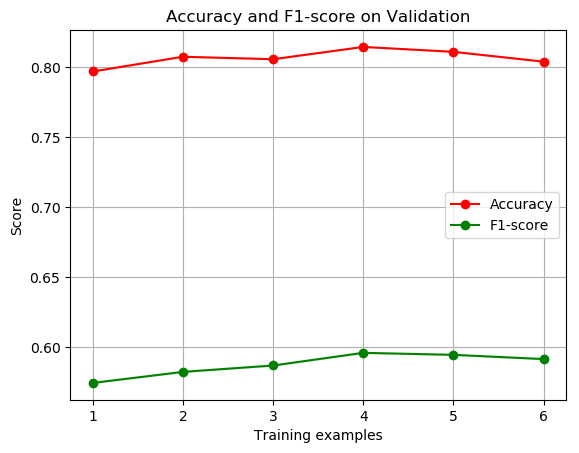 Accuracy and F1-score on Validation
0.80
0.75
0.70
0.65
0.60
Score
Accuracy
F1-score
1 2 3 4 5 6
Training examples